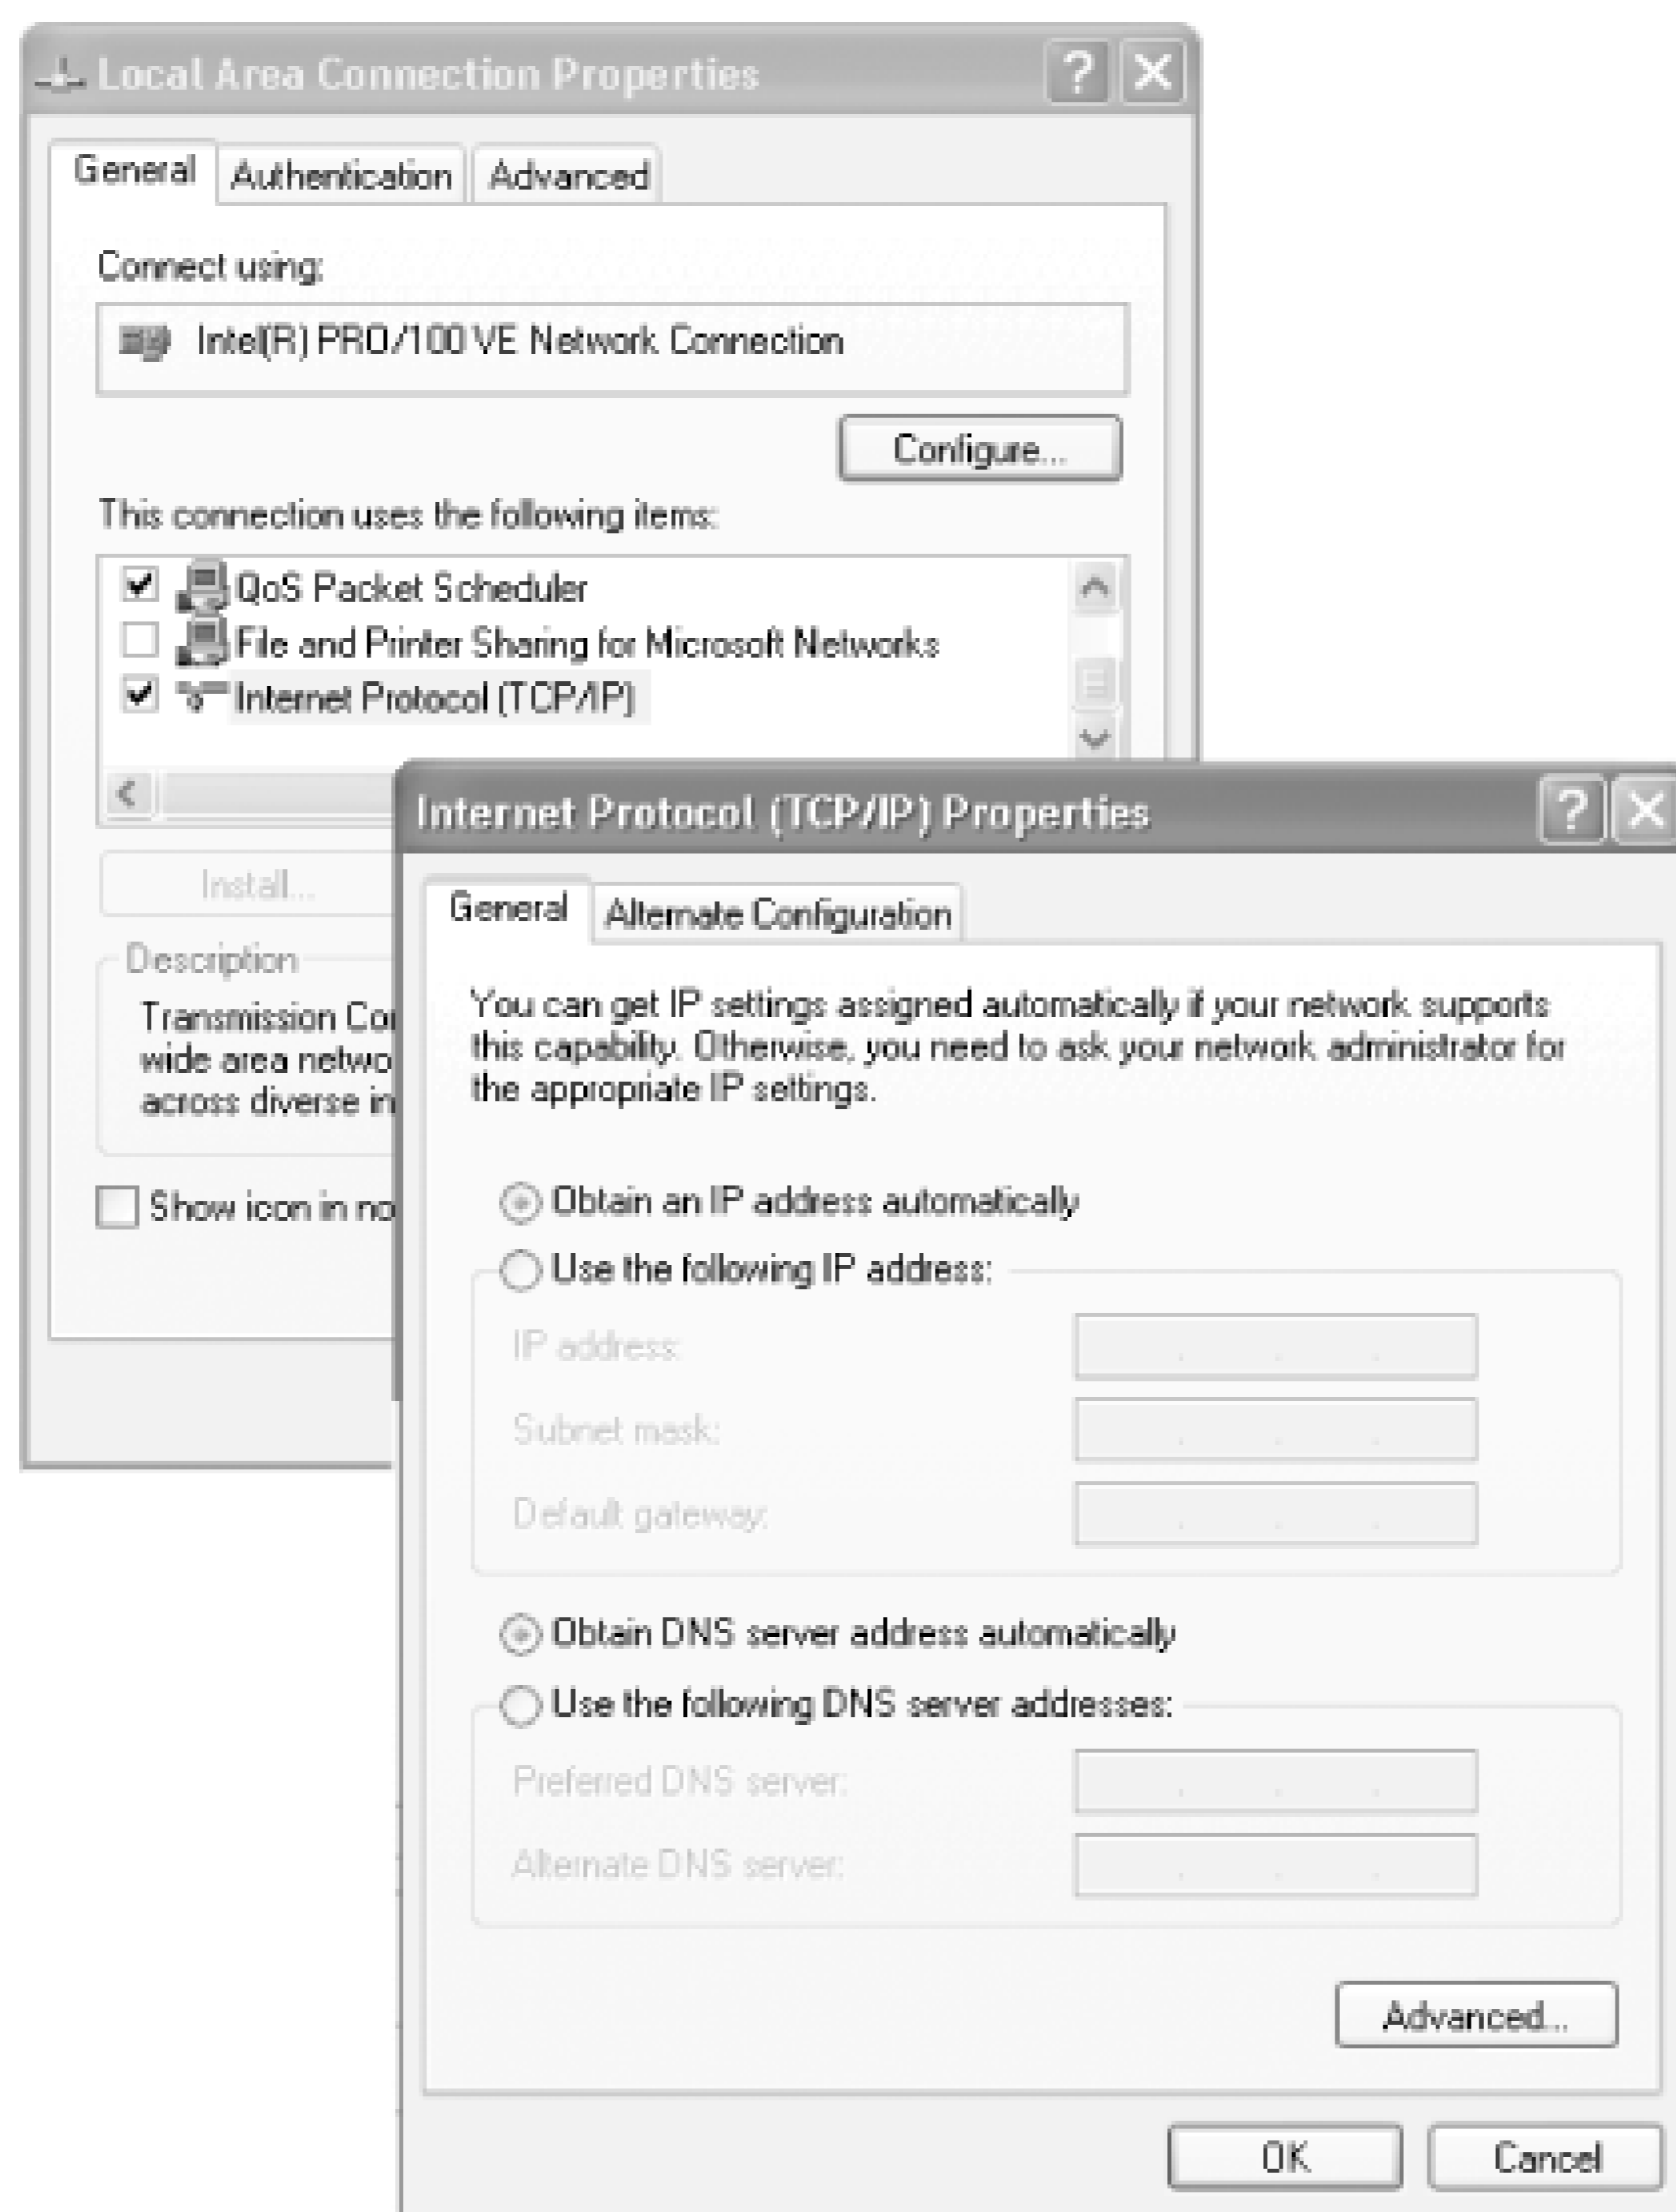 Local Area Connection Properties
General
Authentication
Advanced
Connect using:
Intel(R) PRO/100 VE Network Connection
Configure...
This connection uses the following items:
QoS Packet Scheduler
File and Printer Sharing for Microsoft Networks
Internet Protocol (TCP/IP)
Install...
Description
Transmission Co
wide area netwo
across diverse in
Show icon in no
Internet Protocol (TCP/IP) Properties
General
Alternate Configuration
You can get IP settings assigned automatically if your network supports
this capability. Otherwise, you need to ask your network administrator for
the appropriate IP settings.
Obtain an IP address automatically
Use the following IP address:
IP address:
Subnet mask:
Default gateway:
Obtain DNS server address automatically
Use the following DNS server addresses:
Preferred DNS server:
Alternate DNS server:
Advanced...
OK
Cancel